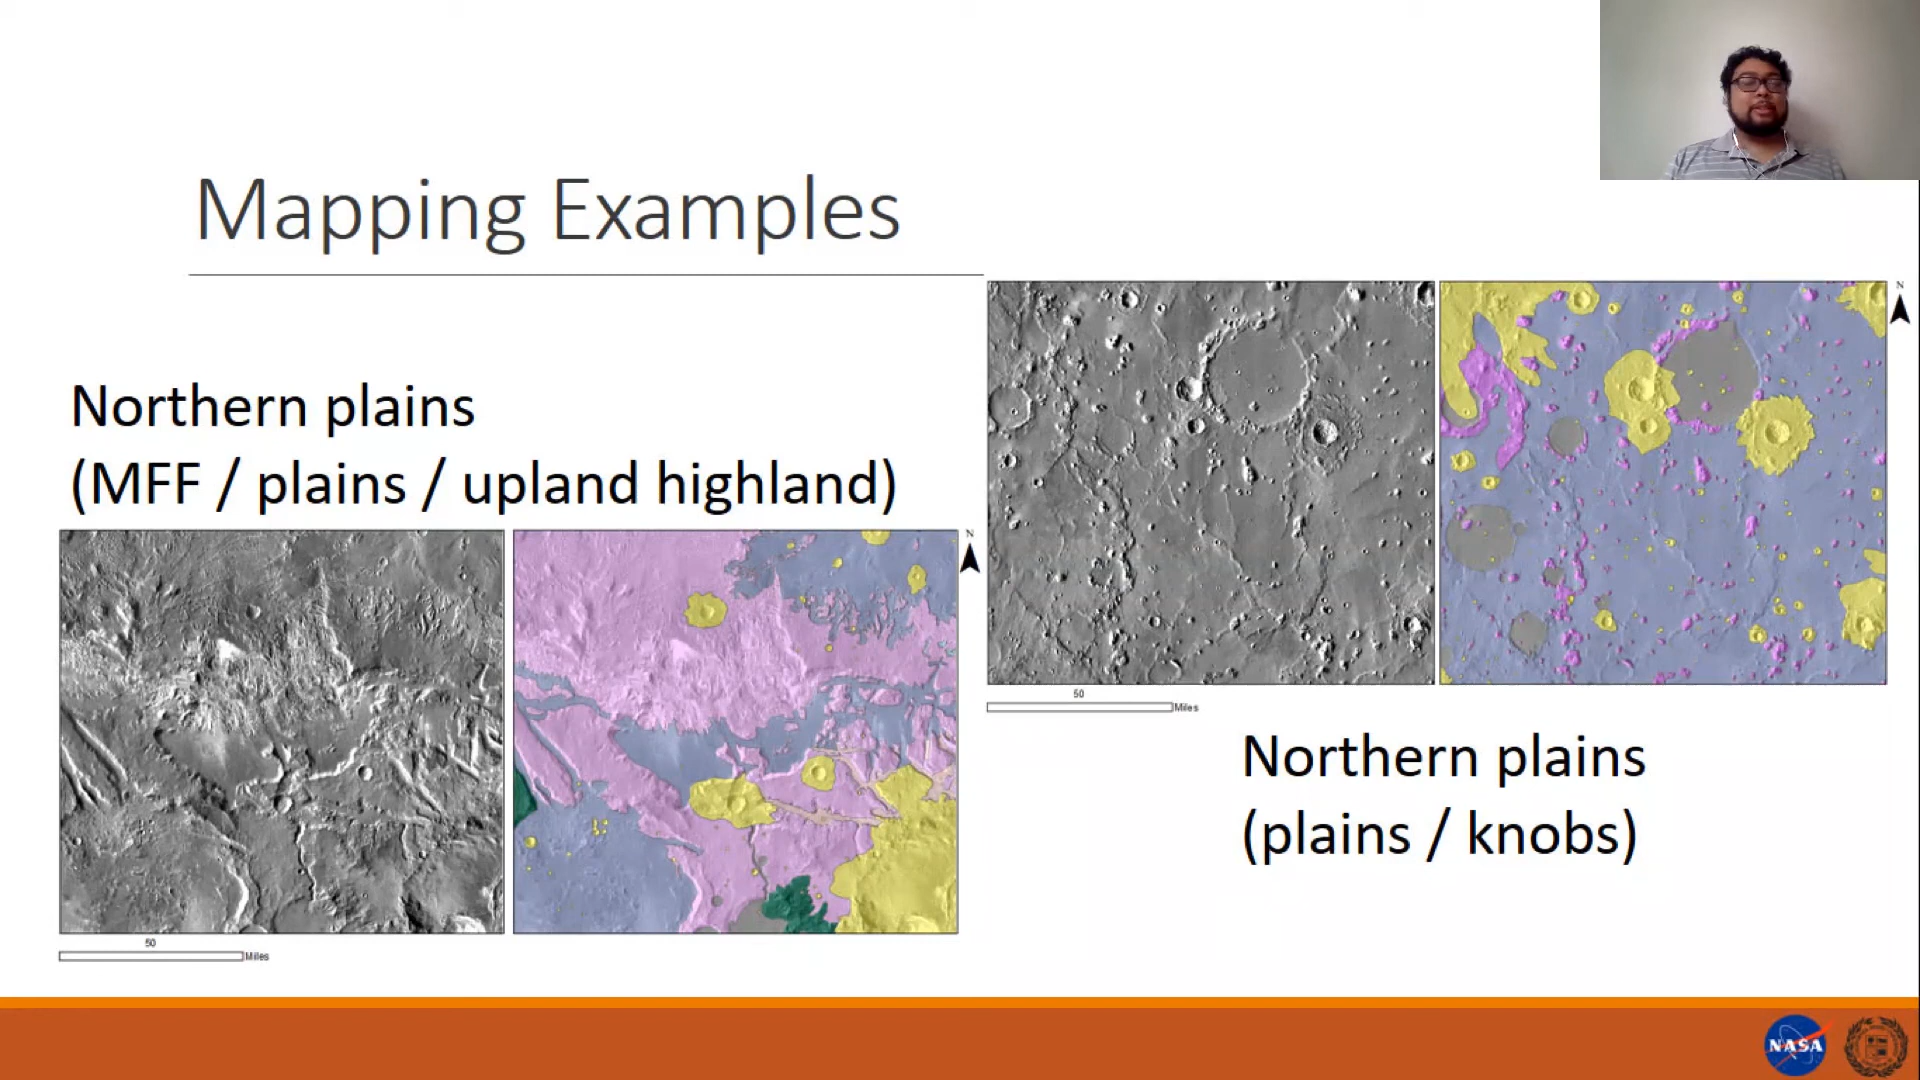 Mapping Examples
Northern plains
(MFF / plains / upland highland)
N
50
Miles
N
50
Miles
Northern plains
(plains / knobs)
NASA